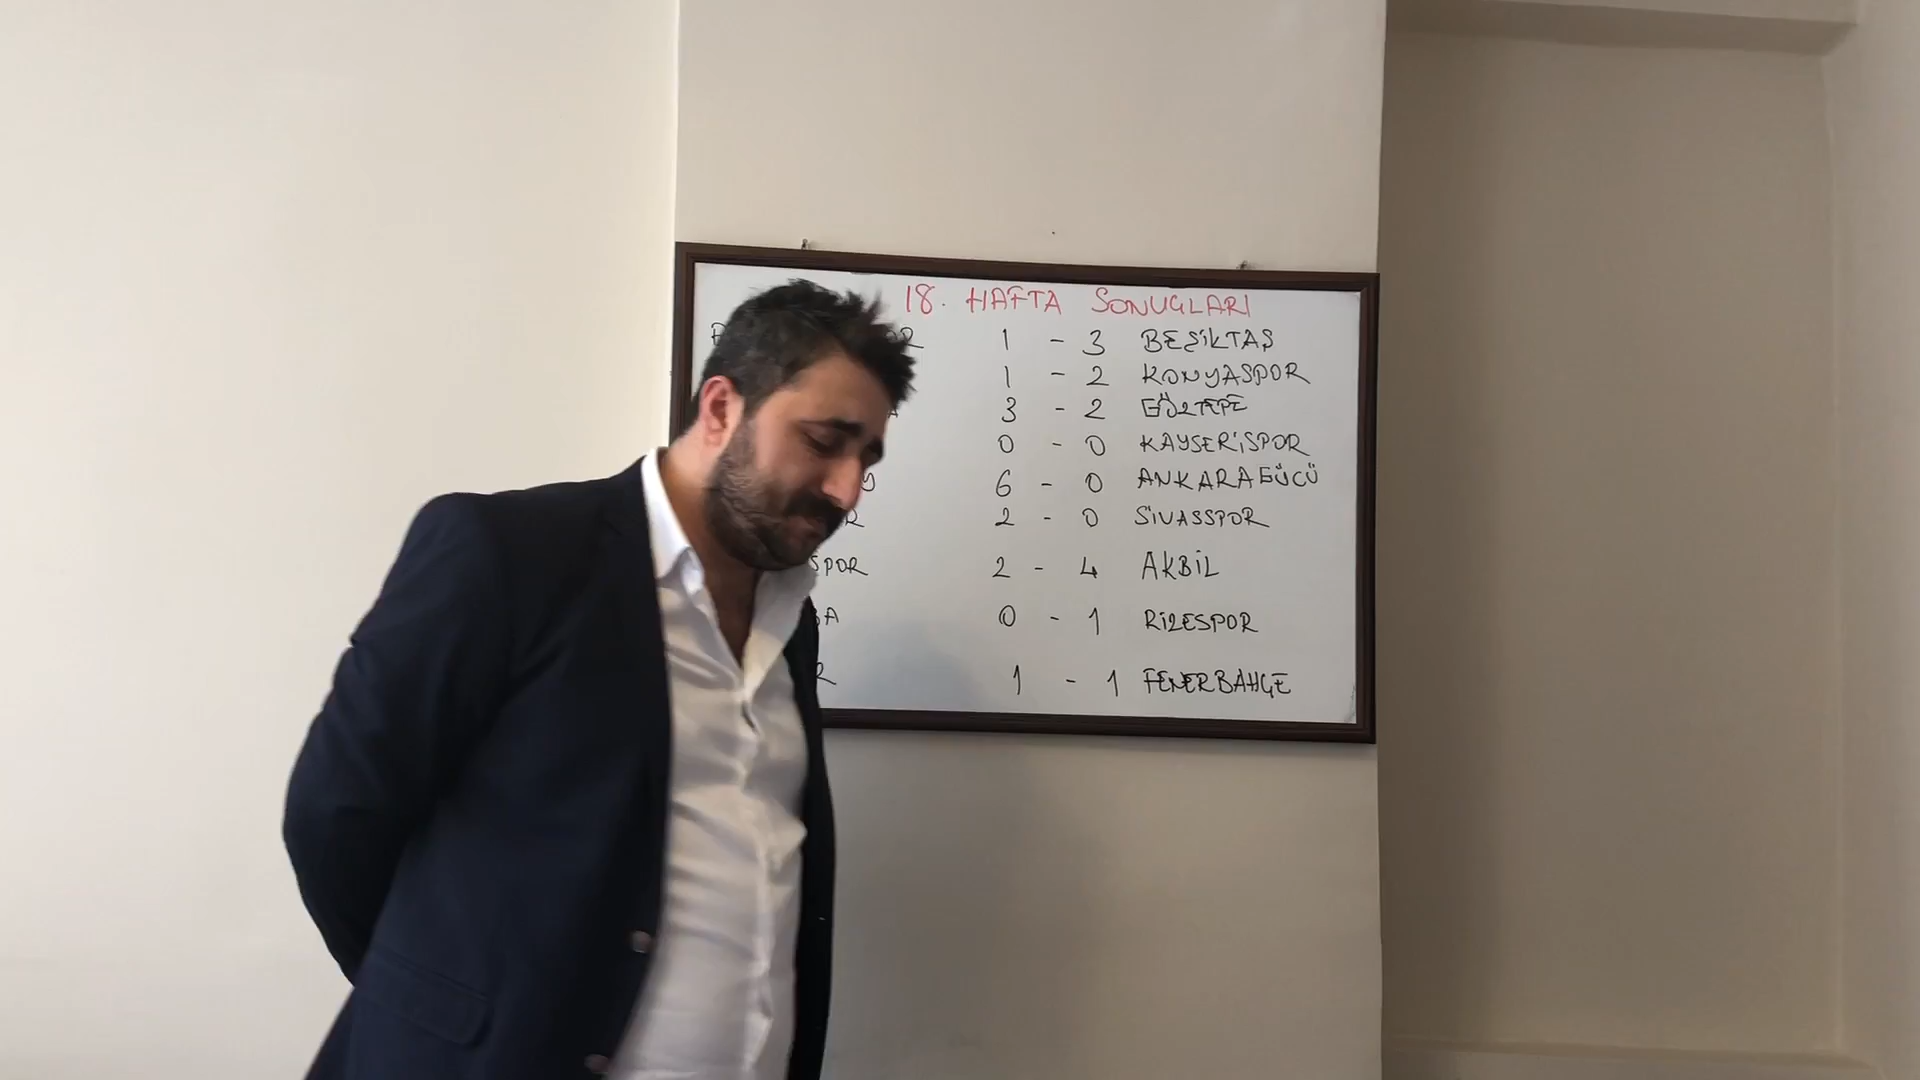 18. HAFTA SONUÇLARI
1 - 3 BEŞİKTAŞ
1 - 2 KONYASPOR
3 - 2 GÖZTEPE
0 - 0 KAYSERİSPOR
6 - 0 ANKARAGÜCÜ
2 - 0 SİVASSPOR
SPOR 2 - 4 AKBİL
0 - 1 RİZESPOR
1 - 1 FENERBAHÇE